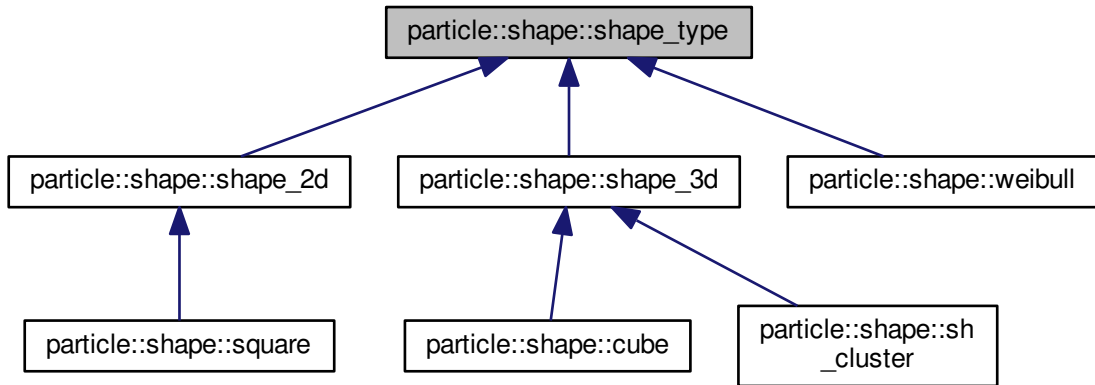 particle::shape::shape_type
particle::shape::shape_2d
particle::shape::shape_3d
particle::shape::weibull
particle::shape::square
particle::shape::cube
particle::shape::sh
_cluster